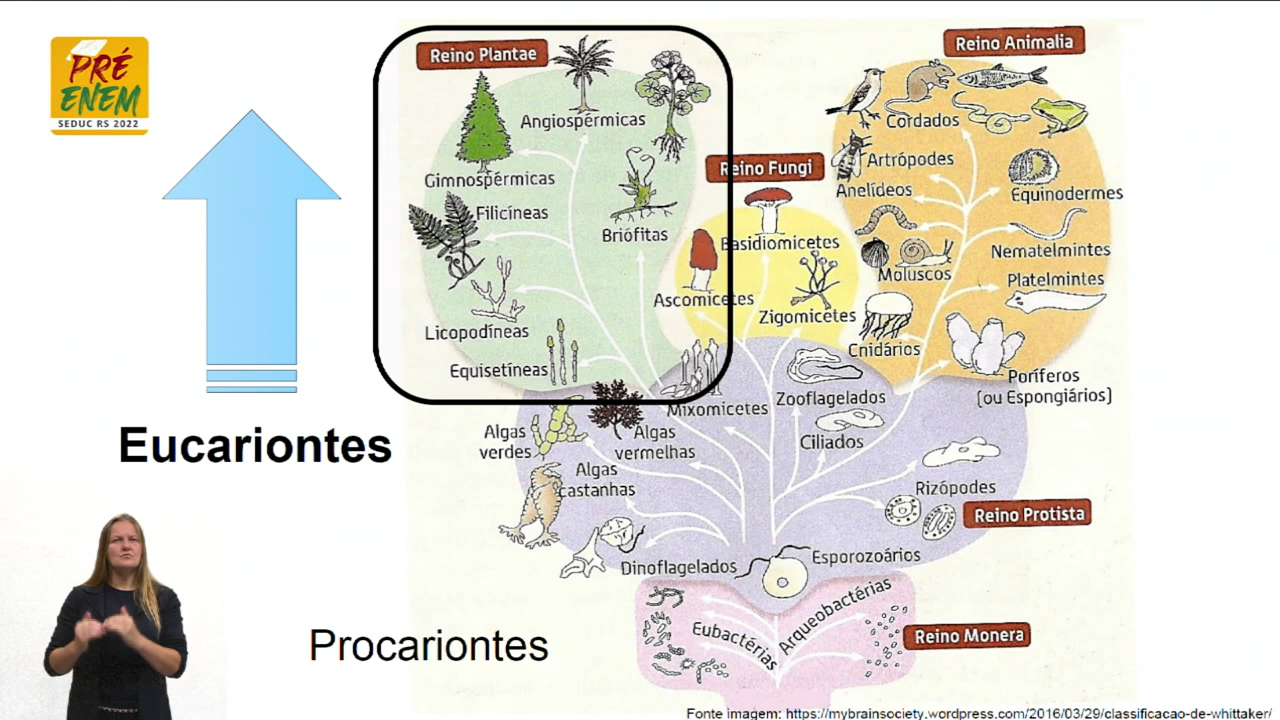 PRÉ
ENEM
SEDUC RS 2022
Reino Plantae
Reino Animalia
Angiospérmicas
Cordados
Reino Fungi
Artrópodes
Gimnospérmicas
Anelídeos
Equinodermes
Filicíneas
Briófitas
Basidiomicetes
Nematelmintes
Moluscos
Platelmintes
Ascomicetes
Zigomicetes
Licopodíneas
Cnidários
Equisetíneas
Poríferos
(ou Espongiários)
Mixomicetes
Zooflagelados
Algas
verdes
Algas
vermelhas
Ciliados
Eucariontes
Algas
castanhas
Rizópodes
Reino Protista
Dinoflagelados
Esporozoários
Eubactérias
Arqueobactérias
Reino Monera
Procariontes
Fonte imagem: https://mybrainsociety.wordpress.com/2016/03/29/classificacao-de-whittaker/